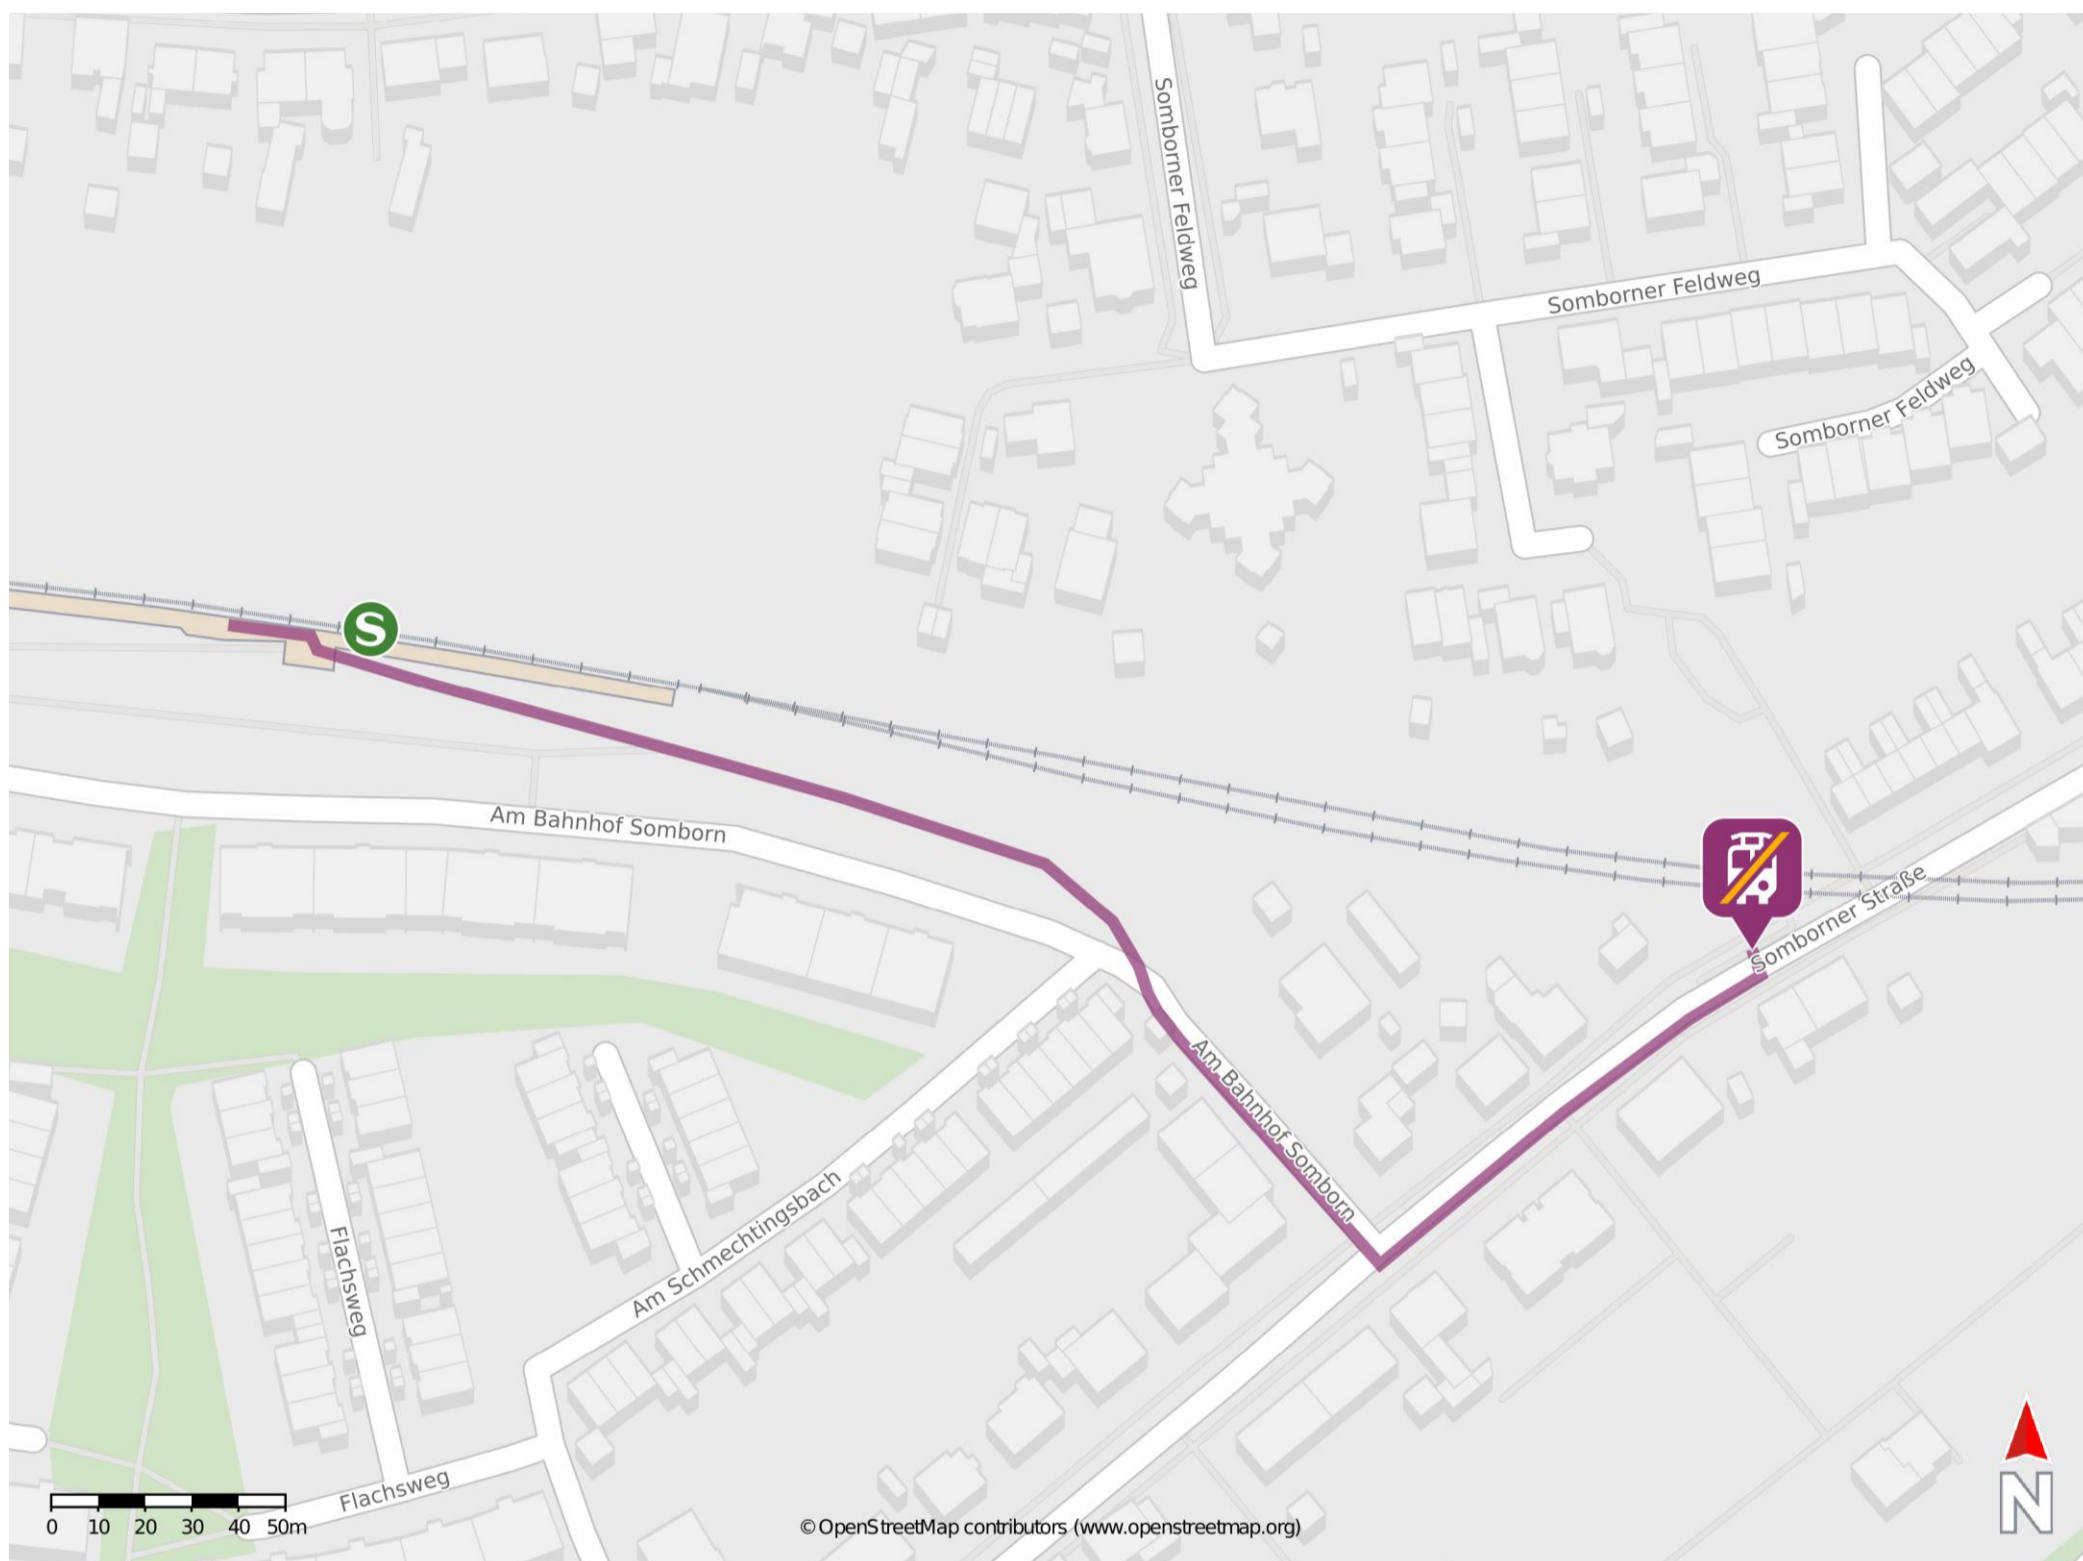 Somborner Feldweg
Somborner Feldweg
Somborner Feldweg
S
Am Bahnhof Somborn
Somborner Straße
Am Bahnhof Somborn
Am Schmechtingsbach
Flachsweg
Flachsweg
0 10 20 30 40 50m
© OpenStreetMap contributors (www.openstreetmap.org)
N